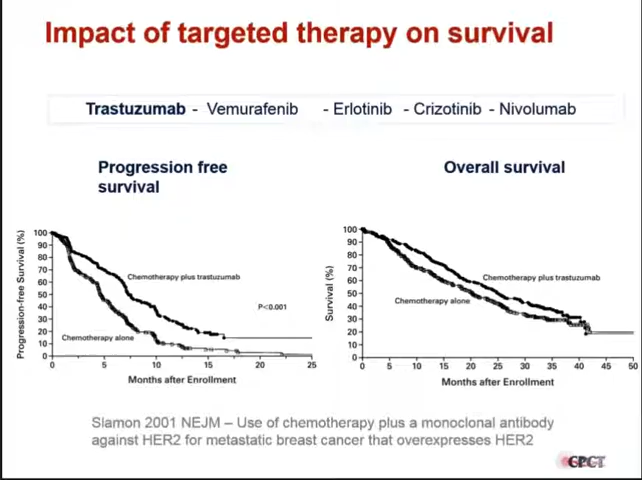 Impact of targeted therapy on survival
Trastuzumab - Vemurafenib - Erlotinib - Crizotinib - Nivolumab
Progression free
survival
Overall survival
Progression-free Survival (%)
100
90
80
70
60
50
40
30
20
10
0
Chemotherapy plus trastuzumab
P<0.001
Chemotherapy alone
0 5 10 15 20 25
Months after Enrollment
Survival (%)
100
90
80
70
60
50
40
30
20
10
0
Chemotherapy plus trastuzumab
Chemotherapy alone
0 5 10 15 20 25 30 35 40 45 50
Months after Enrollment
Slamon 2001 NEJM – Use of chemotherapy plus a monoclonal antibody
against HER2 for metastatic breast cancer that overexpresses HER2
CPCT